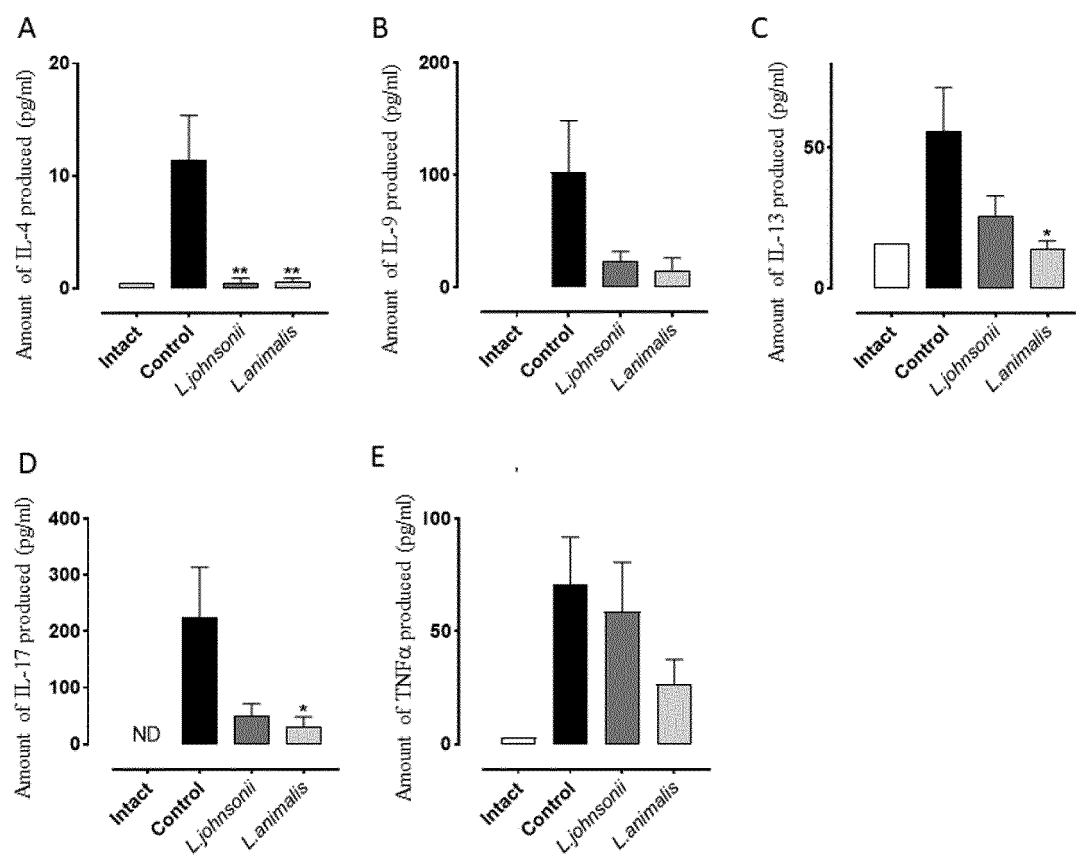 A
Amount of IL-4 produced (pg/ml)
20
10
0
**
**
Intact
Control
L.johnsonii
L.animalis
B
Amount of IL-9 produced (pg/ml)
200
100
0
Intact
Control
L.johnsonii
L.animalis
C
Amount of IL-13 produced (pg/ml)
50
0
*
Intact
Control
L.johnsonii
L.animalis
D
Amount of IL-17 produced (pg/ml)
400
300
200
100
0
ND
*
Intact
Control
L.johnsonii
L.animalis
E
Amount of TNFα produced (pg/ml)
100
50
0
Intact
Control
L.johnsonii
L.animalis